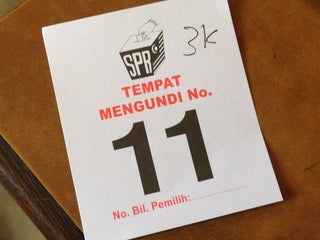 3K
SPR
TEMPAT
MENGUNDI No.
11
No. Bil. Pemilih:....................